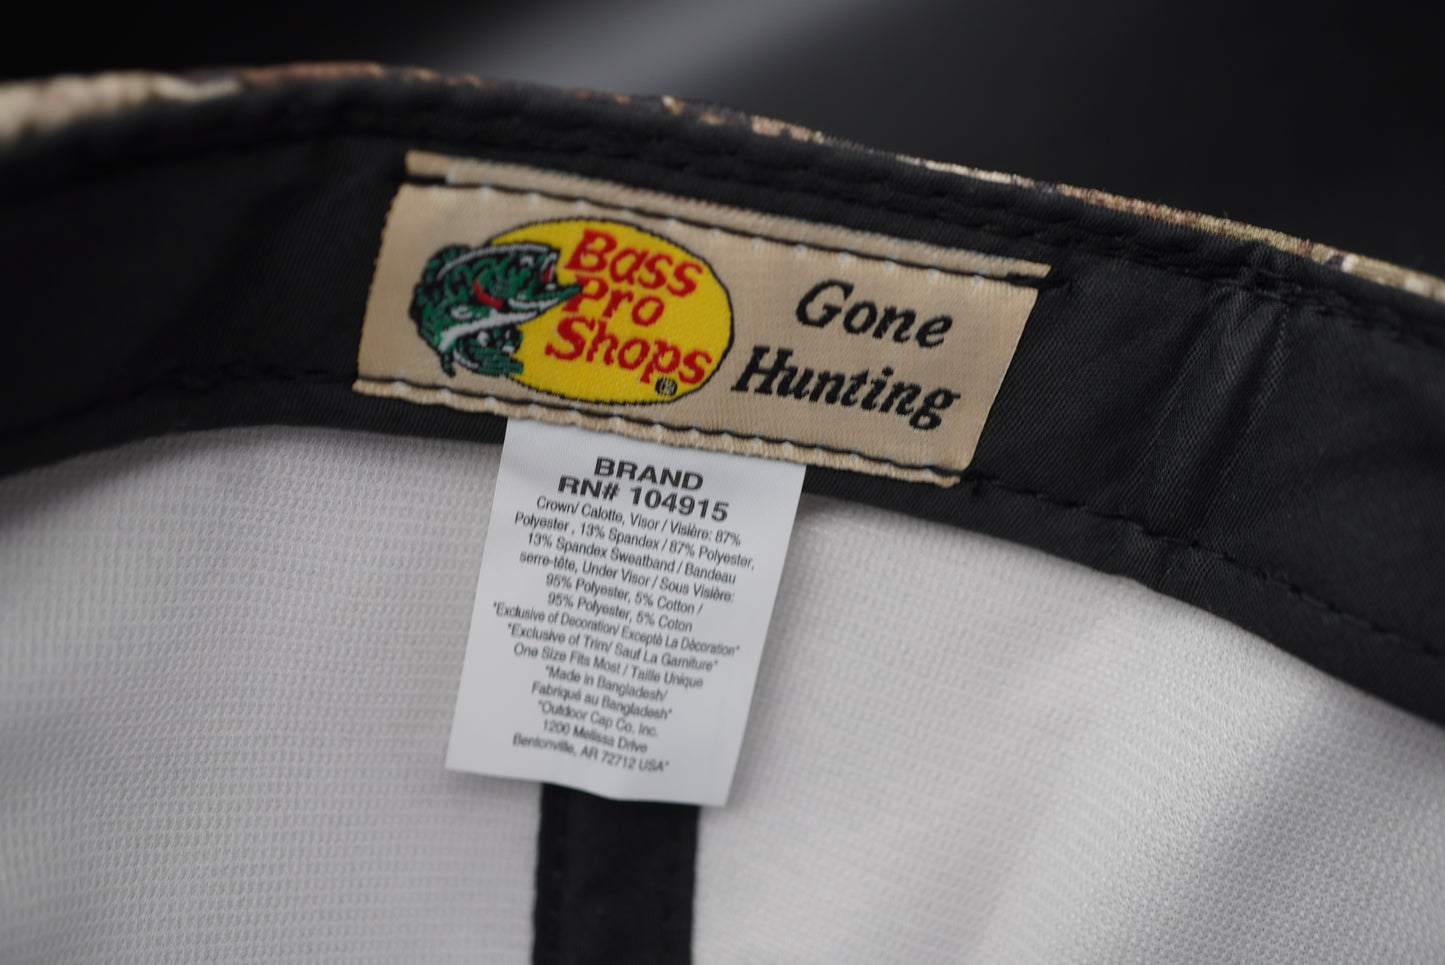 Bass
Pro
Shops®
Gone
Hunting
BRAND
RN# 104915
Crown/ Calotte, Visor / Visière: 87%
Polyester , 13% Spandex / 87% Polyester,
13% Spandex Sweatband / Bandeau
serre-tête, Under Visor / Sous Visière:
95% Polyester, 5% Cotton /
95% Polyester, 5% Coton
"Exclusive of Decoration/ Excepté La Dècoration"
"Exclusive of Trim/ Sauf La Garniture"
One Size Fits Most / Taille Unique
"Made in Bangladesh/
Fabriqué au Bangladesh"
"Outdoor Cap Co. Inc.
1200 Melissa Drive
Bentonville, AR 72712 USA"